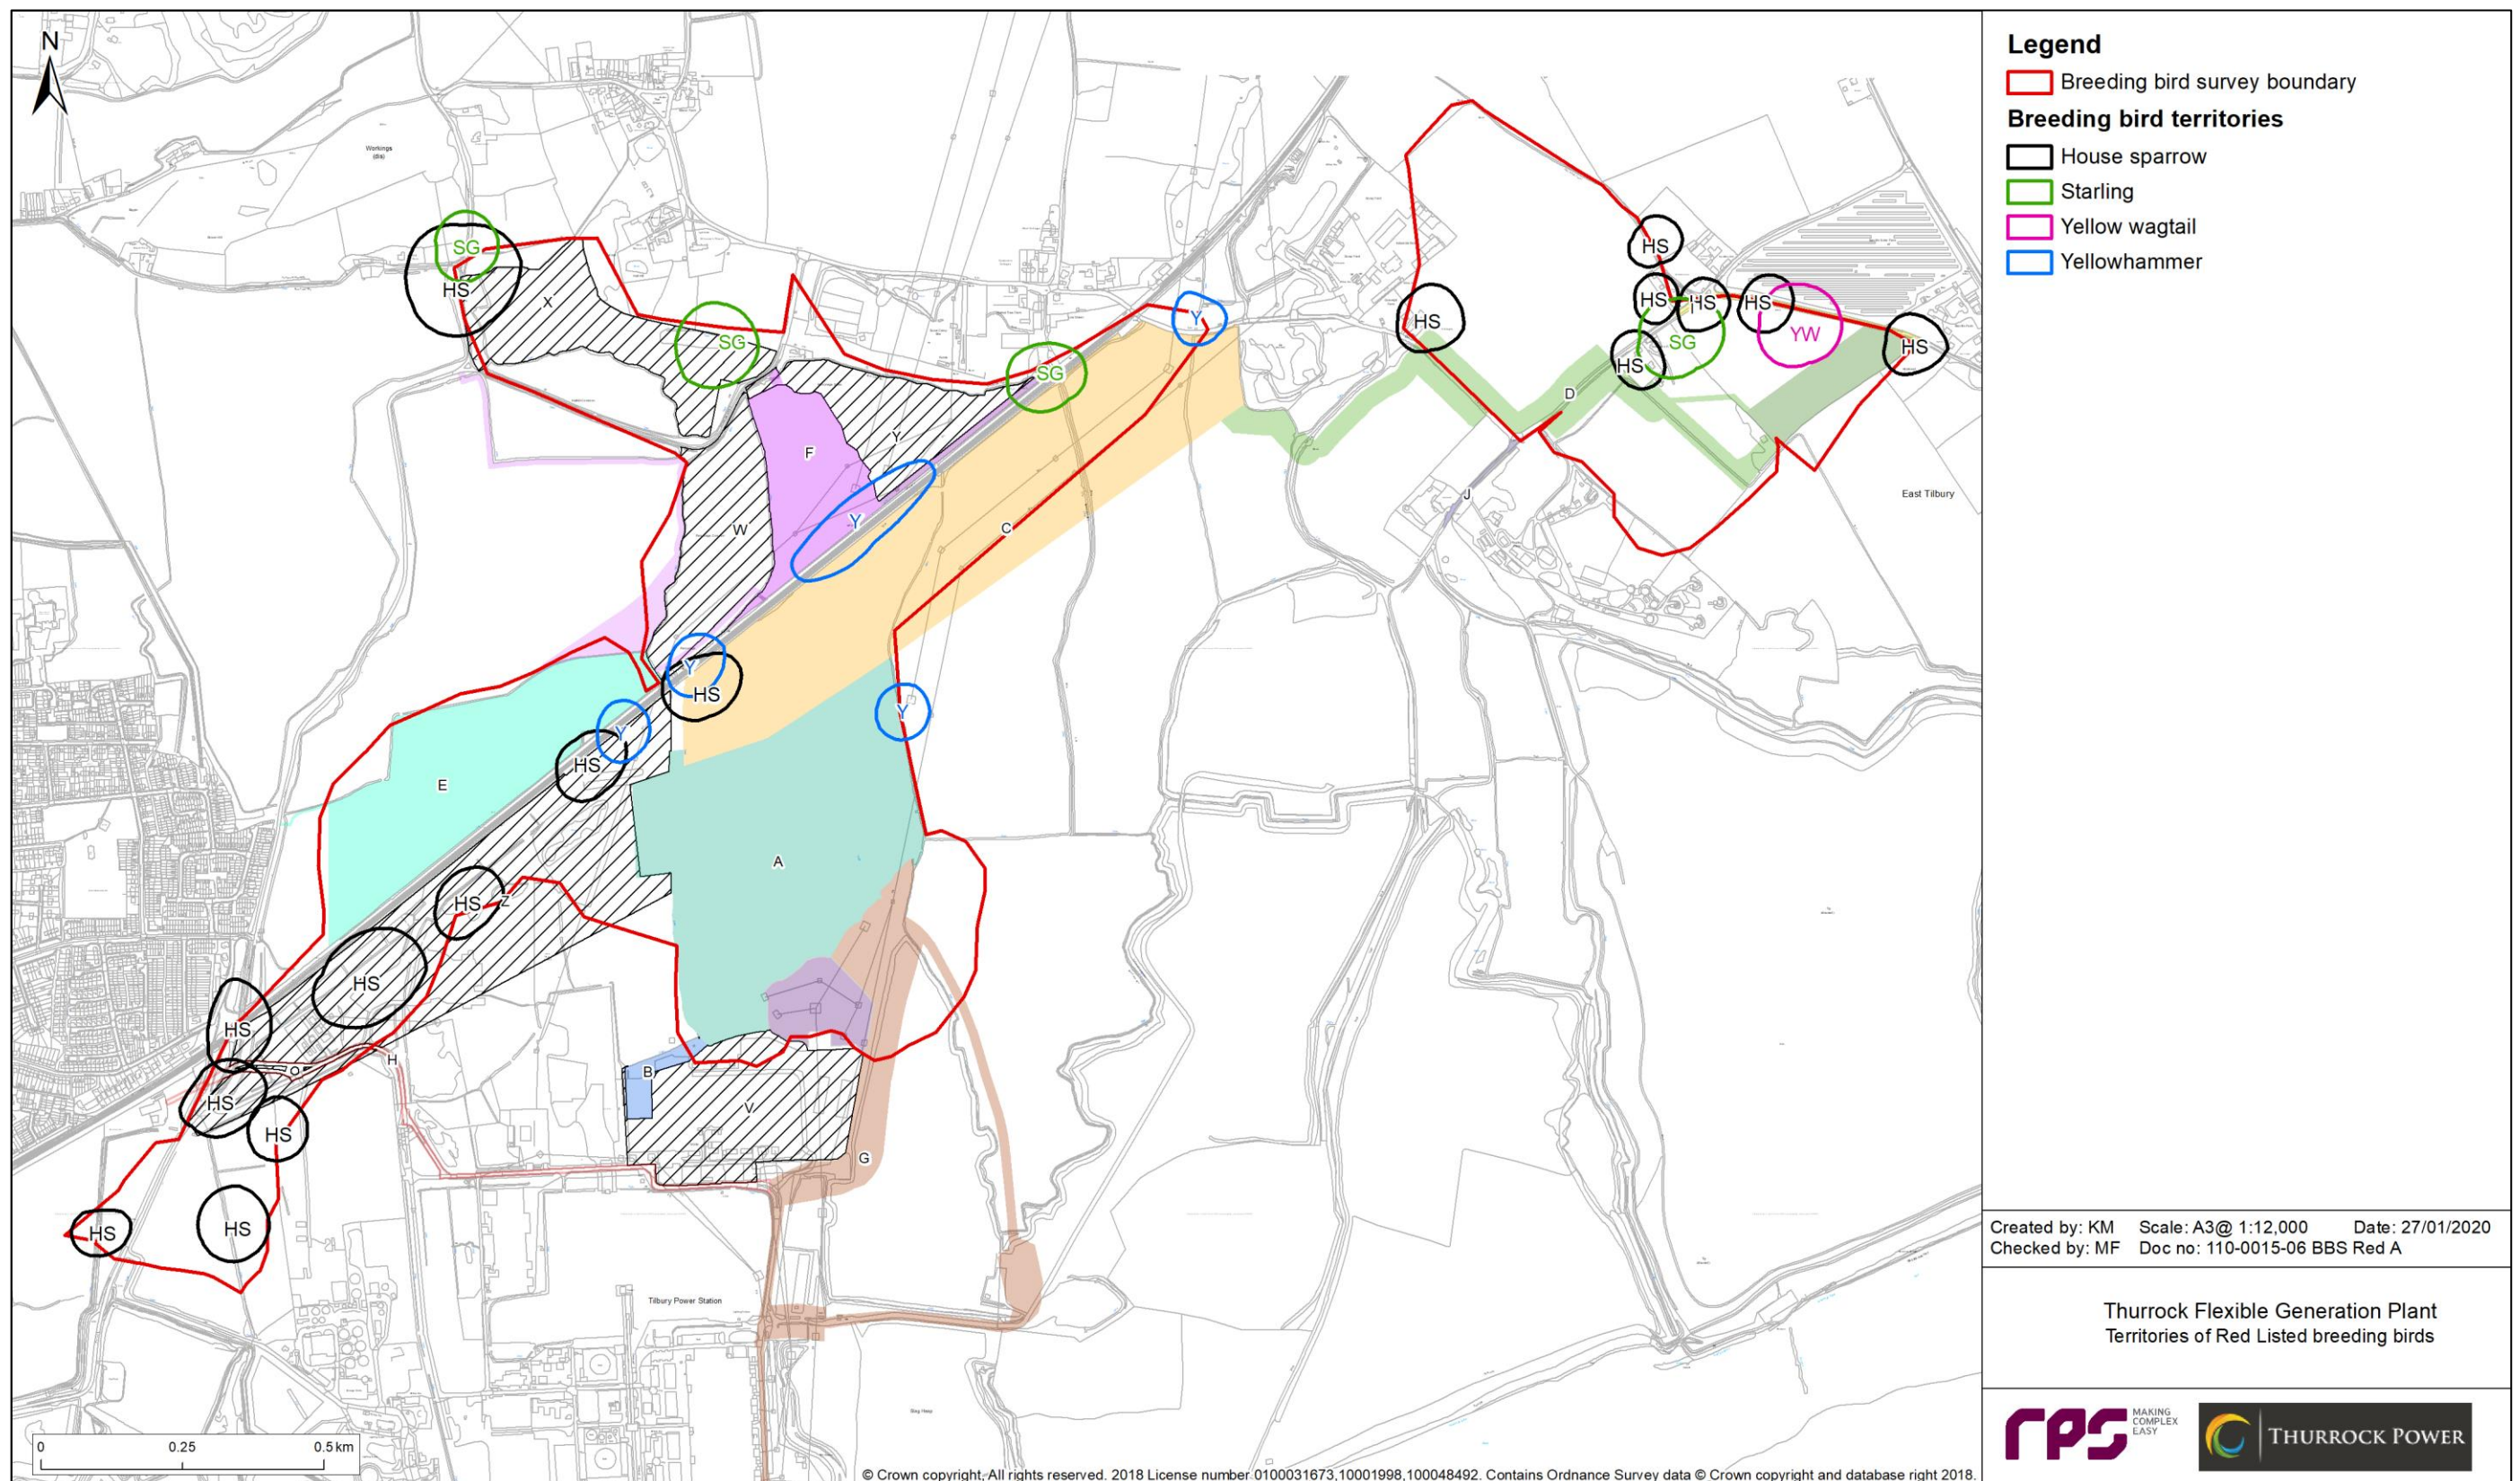 N
Workings
(dis)
SG
HS
X
SG
SG
Y
HS
HS
HS
HS
HS
YW
SG
HS
HS
D
F
Y
W
Y
C
J
East Tilbury
Y
HS
Y
HS
Y
E
A
HS
Z
HS
HS
H
HS
HS
B
V
G
HS
HS
Tilbury Power Station
Slag Heap
0 0.25 0.5 km
© Crown copyright, All rights reserved. 2018 License number 0100031673,10001998,100048492. Contains Ordnance Survey data © Crown copyright and database right 2018.
Legend
Breeding bird survey boundary
Breeding bird territories
House sparrow
Starling
Yellow wagtail
Yellowhammer
Created by: KM Scale: A3@ 1:12,000 Date: 27/01/2020
Checked by: MF Doc no: 110-0015-06 BBS Red A
Thurrock Flexible Generation Plant
Territories of Red Listed breeding birds
rps MAKING
COMPLEX
EASY
THURROCK POWER